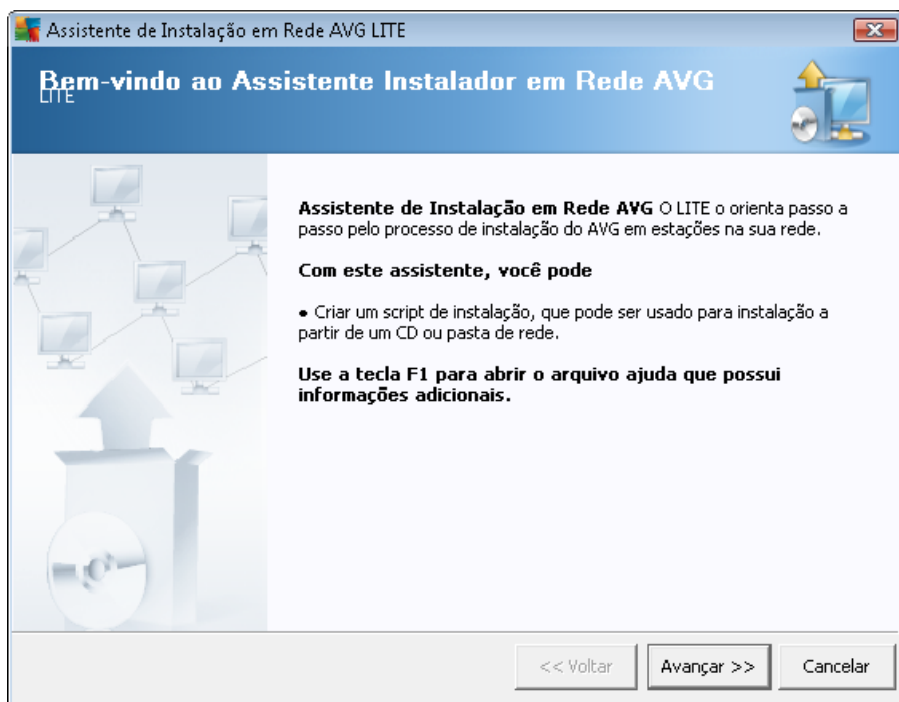 Assistente de Instalação em Rede AVG LITE
Bem-vindo ao Assistente Instalador em Rede AVG
LITE
Assistente de Instalação em Rede AVG O LITE o orienta passo a
passo pelo processo de instalação do AVG em estações na sua rede.
Com este assistente, você pode
• Criar um script de instalação, que pode ser usado para instalação a
partir de um CD ou pasta de rede.
Use a tecla F1 para abrir o arquivo ajuda que possui
informações adicionais.
<< Voltar
Avançar >>
Cancelar